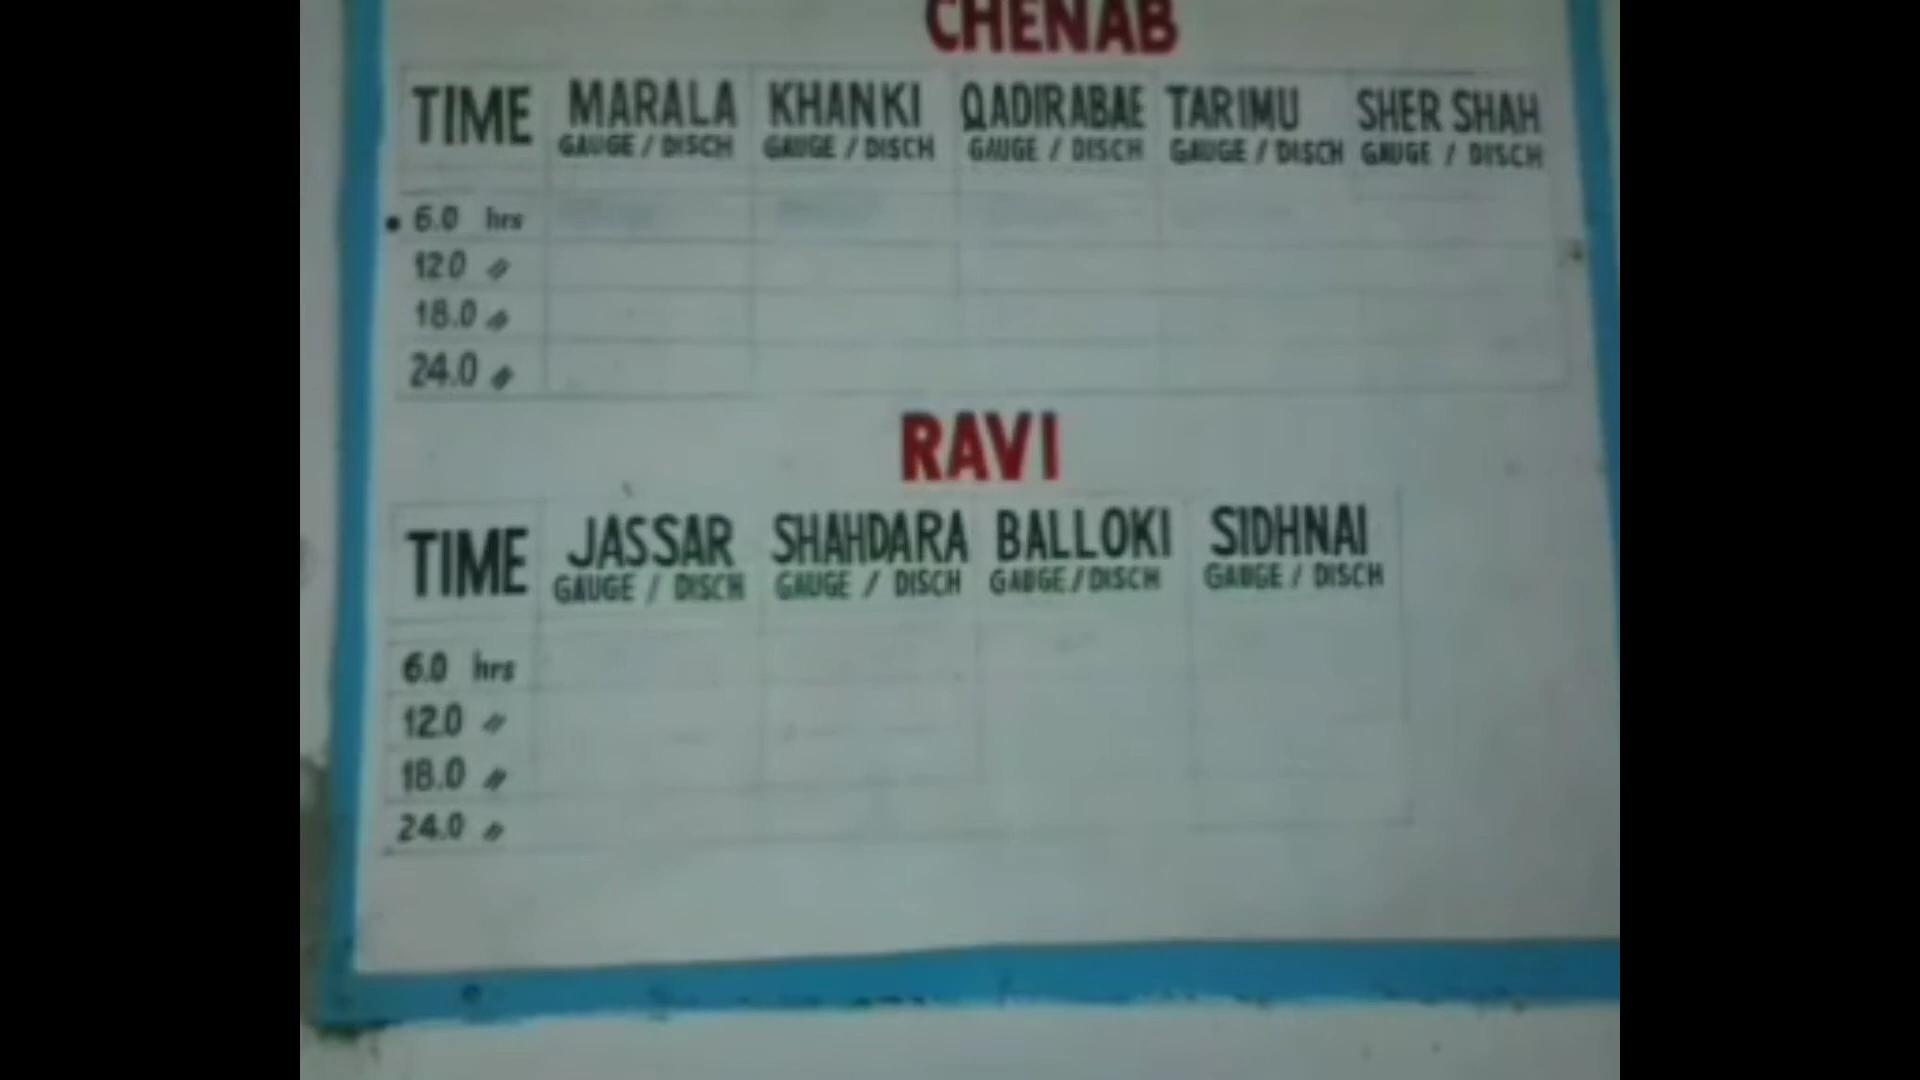 CHENAB
TIME MARALA KHANKI QADIRABAE TARIMU SHER SHAH
GAUGE / DISCH GAUGE / DISCH GAUGE / DISCH GAUGE / DISCH GAUGE / DISCH
6.0 hrs
12.0 〃
18.0 〃
24.0 〃
RAVI
TIME JASSAR SHAHDARA BALLOKI SIDHNAI
GAUGE / DISCH GAUGE / DISCH GAUGE / DISCH GAUGE / DISCH
6.0 hrs
12.0 〃
18.0 〃
24.0 〃